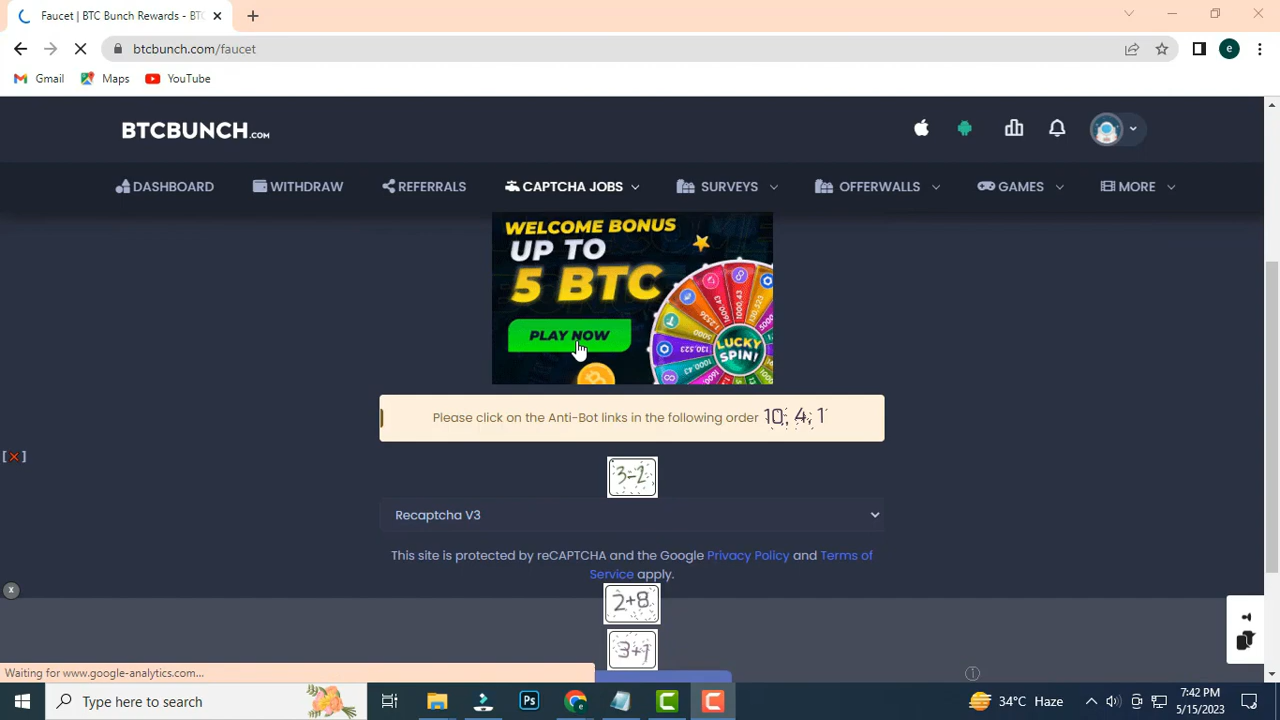 Faucet | BTC Bunch Rewards - BTC
btcbunch.com/faucet
e
Gmail
Maps
YouTube
BTCBUNCH.COM
DASHBOARD
WITHDRAW
REFERRALS
CAPTCHA JOBS
SURVEYS
OFFERWALLS
GAMES
MORE
WELCOME BONUS
UP TO
5 BTC
PLAY NOW
LUCKY
SPIN!
Please click on the Anti-Bot links in the following order 10, 4, 1
[×]
3-2
Recaptcha V3
This site is protected by reCAPTCHA and the Google Privacy Policy and Terms of
Service apply.
x
2+8
3+1
Waiting for www.google-analytics.com...
Type here to search
Ps
34°C Haze
7:42 PM
5/15/2023